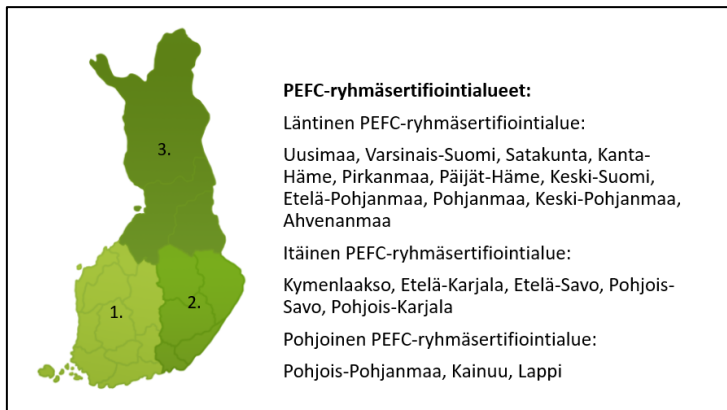 PEFC-ryhmäsertifiointialueet:
Läntinen PEFC-ryhmäsertifiointialue:
Uusimaa, Varsinais-Suomi, Satakunta, Kanta-
Häme, Pirkanmaa, Päijät-Häme, Keski-Suomi,
Etelä-Pohjanmaa, Pohjanmaa, Keski-Pohjanmaa,
Ahvenanmaa
Itäinen PEFC-ryhmäsertifiointialue:
Kymenlaakso, Etelä-Karjala, Etelä-Savo, Pohjois-
Savo, Pohjois-Karjala
Pohjoinen PEFC-ryhmäsertifiointialue:
Pohjois-Pohjanmaa, Kainuu, Lappi
3.
1.
2.